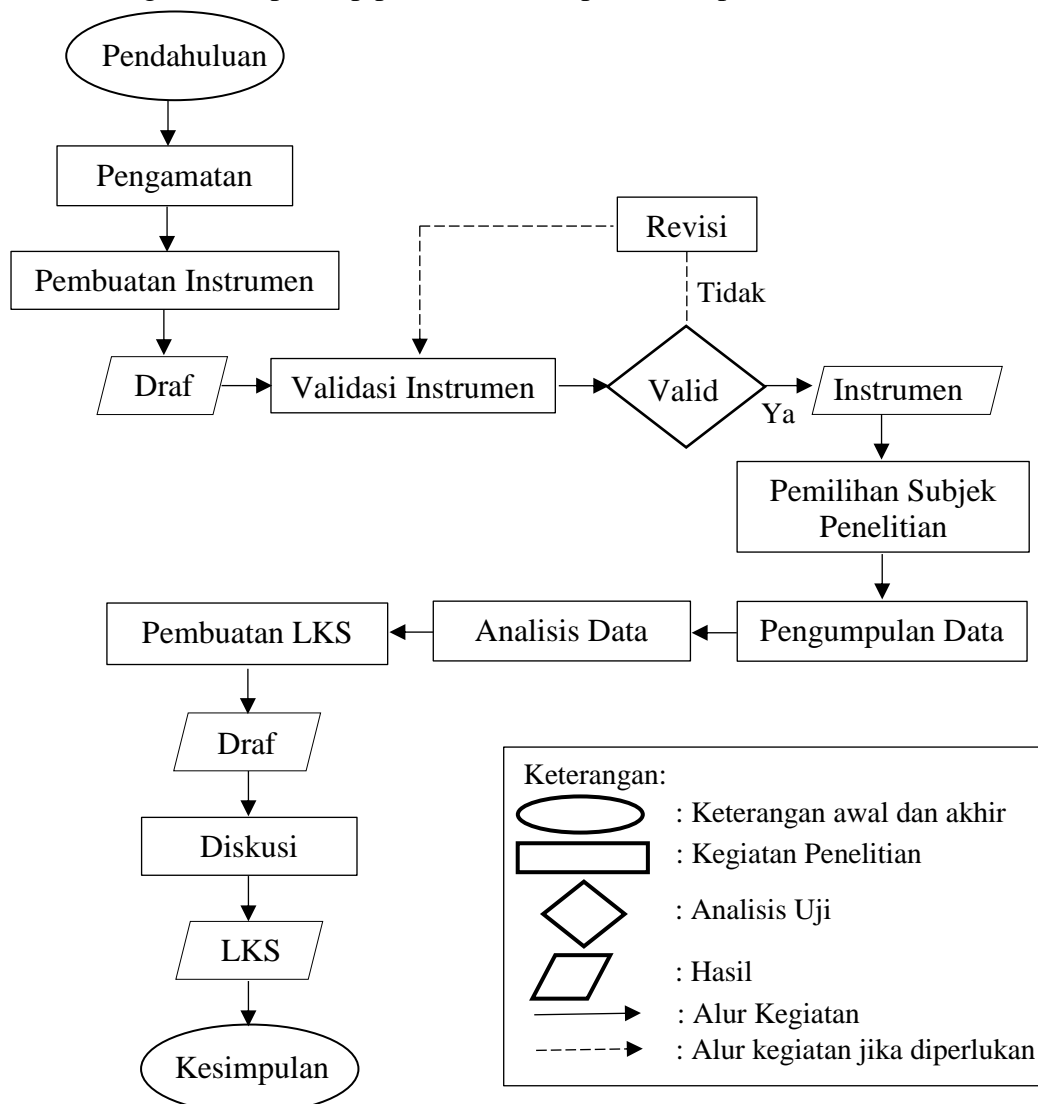 Pendahuluan
Pengamatan
Pembuatan Instrumen
Revisi
Tidak
Draf
Validasi Instrumen
Valid
Ya
Instrumen
Pemilihan Subjek
Penelitian
Pengumpulan Data
Analisis Data
Pembuatan LKS
Draf
Diskusi
LKS
Kesimpulan
Keterangan:
: Keterangan awal dan akhir
: Kegiatan Penelitian
: Analisis Uji
: Hasil
: Alur Kegiatan
: Alur kegiatan jika diperlukan